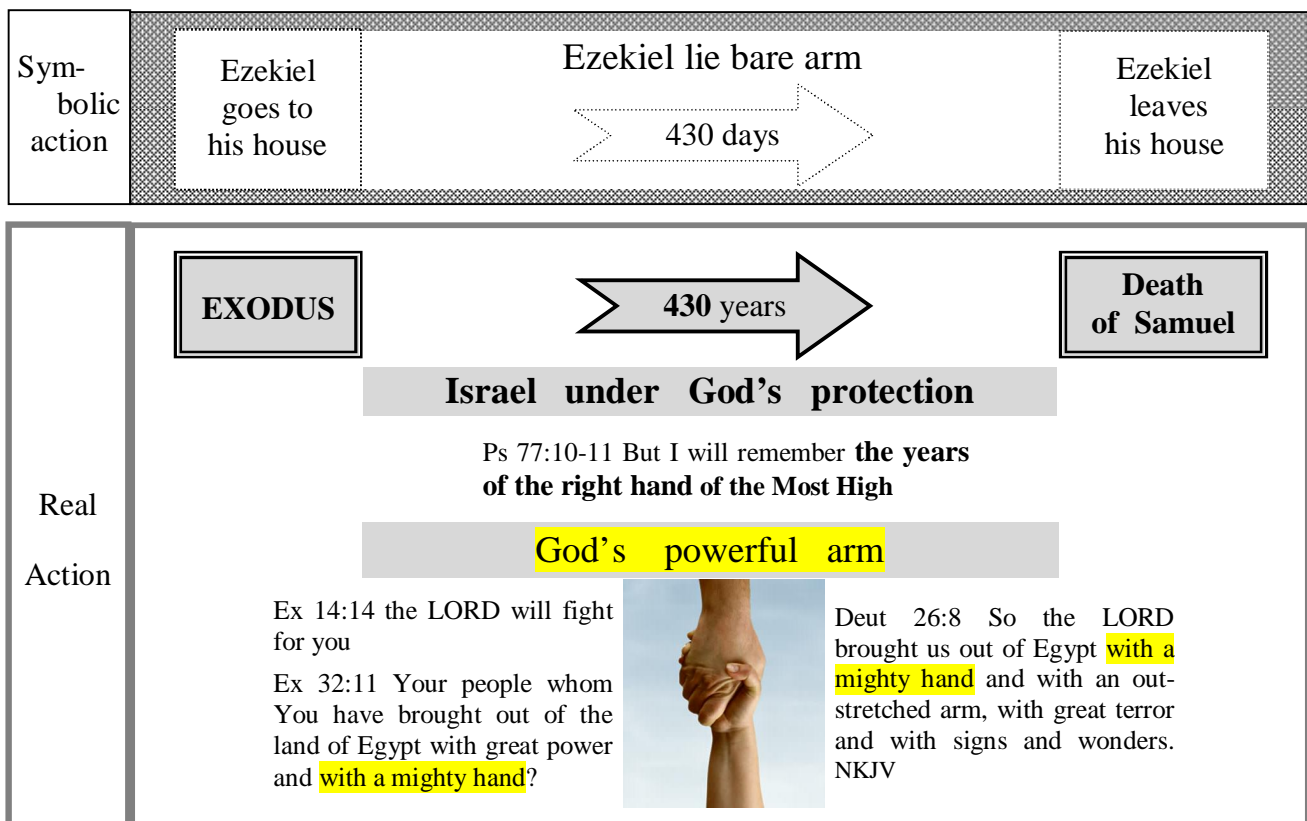 Sym-
bolic
action
Ezekiel
goes to
his house
Ezekiel lie bare arm
430 days
Ezekiel
leaves
his house
Real
Action
EXODUS
430 years
Death
of Samuel
Israel under God's protection
Ps 77:10-11 But I will remember the years
of the right hand of the Most High
God's powerful arm
Ex 14:14 the LORD will fight
for you
Ex 32:11 Your people whom
You have brought out of the
land of Egypt with great power
and with a mighty hand?
Deut 26:8 So the LORD
brought us out of Egypt with a
mighty hand and with an out-
stretched arm, with great terror
and with signs and wonders.
NKJV